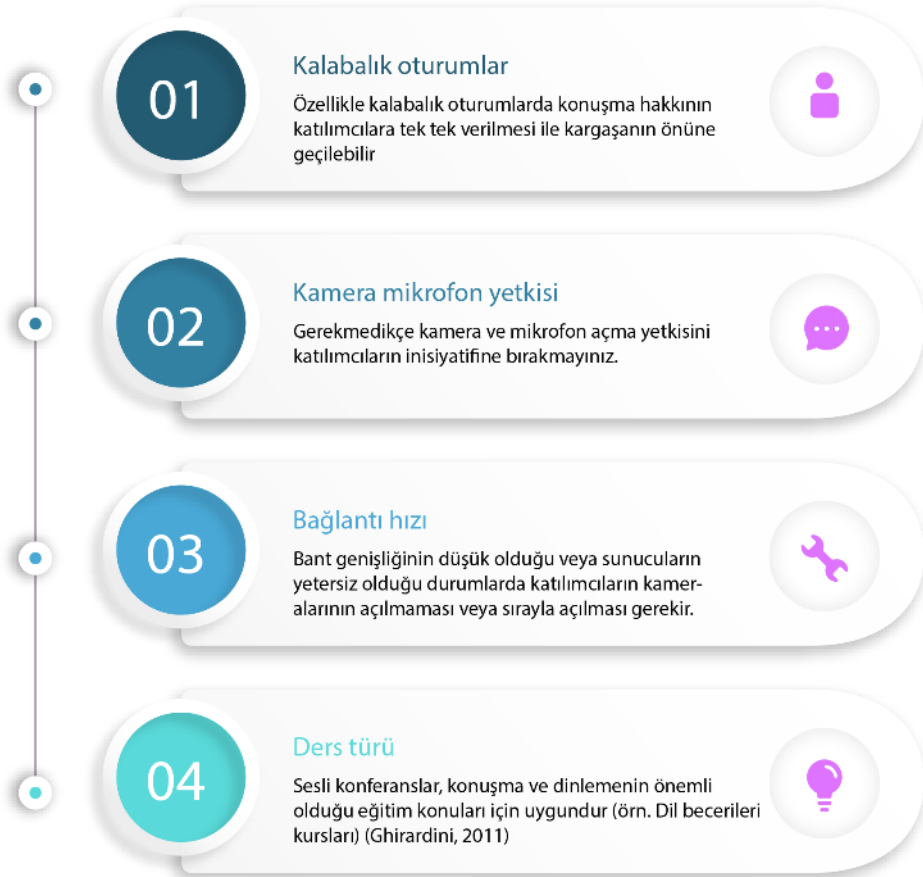 01
Kalabalık oturumlar
Özellikle kalabalık oturumlarda konuşma hakkının
katılımcılara tek tek verilmesi ile kargaşanın önüne
geçilebilir
02
Kamera mikrofon yetkisi
Gerekmedikçe kamera ve mikrofon açma yetkisini
katılımcıların inisiyatifine bırakmayınız.
03
Bağlantı hızı
Bant genişliğinin düşük olduğu veya sunucuların
yetersiz olduğu durumlarda katılımcıların kamer-
alarının açılmaması veya sırayla açılması gerekir.
04
Ders türü
Sesli konferanslar, konuşma ve dinlemenin önemli
olduğu eğitim konuları için uygundur (örn. Dil becerileri
kursları) (Ghirardini, 2011)